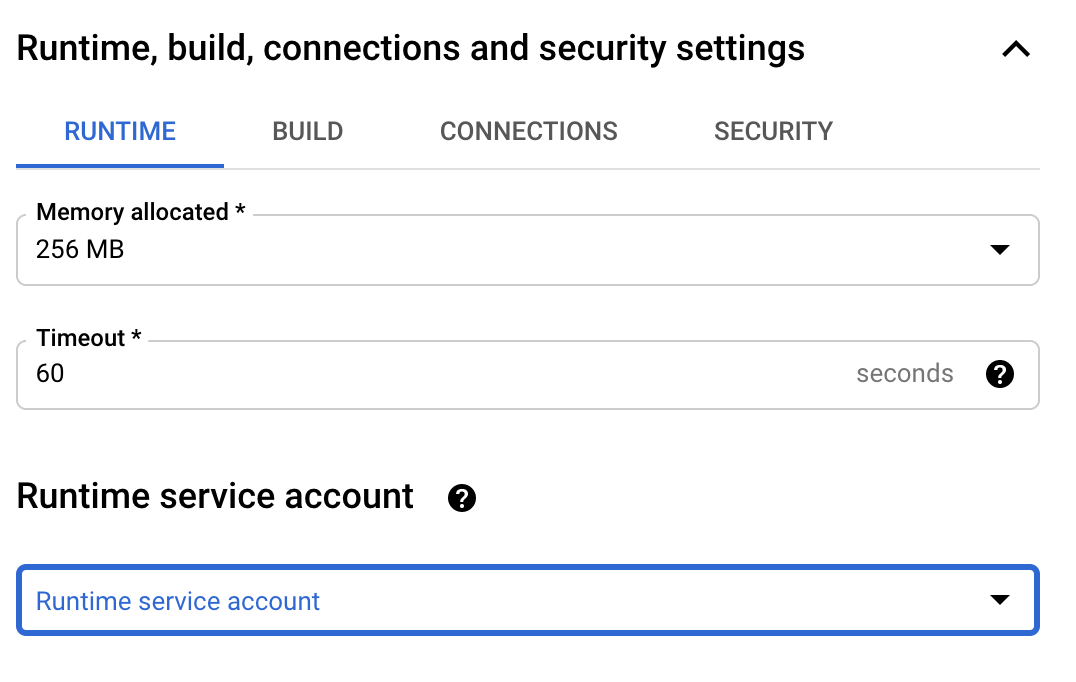 Runtime, build, connections and security settings
RUNTIME BUILD CONNECTIONS SECURITY
Memory allocated *
256 MB
Timeout *
60 seconds ?
Runtime service account ?
Runtime service account